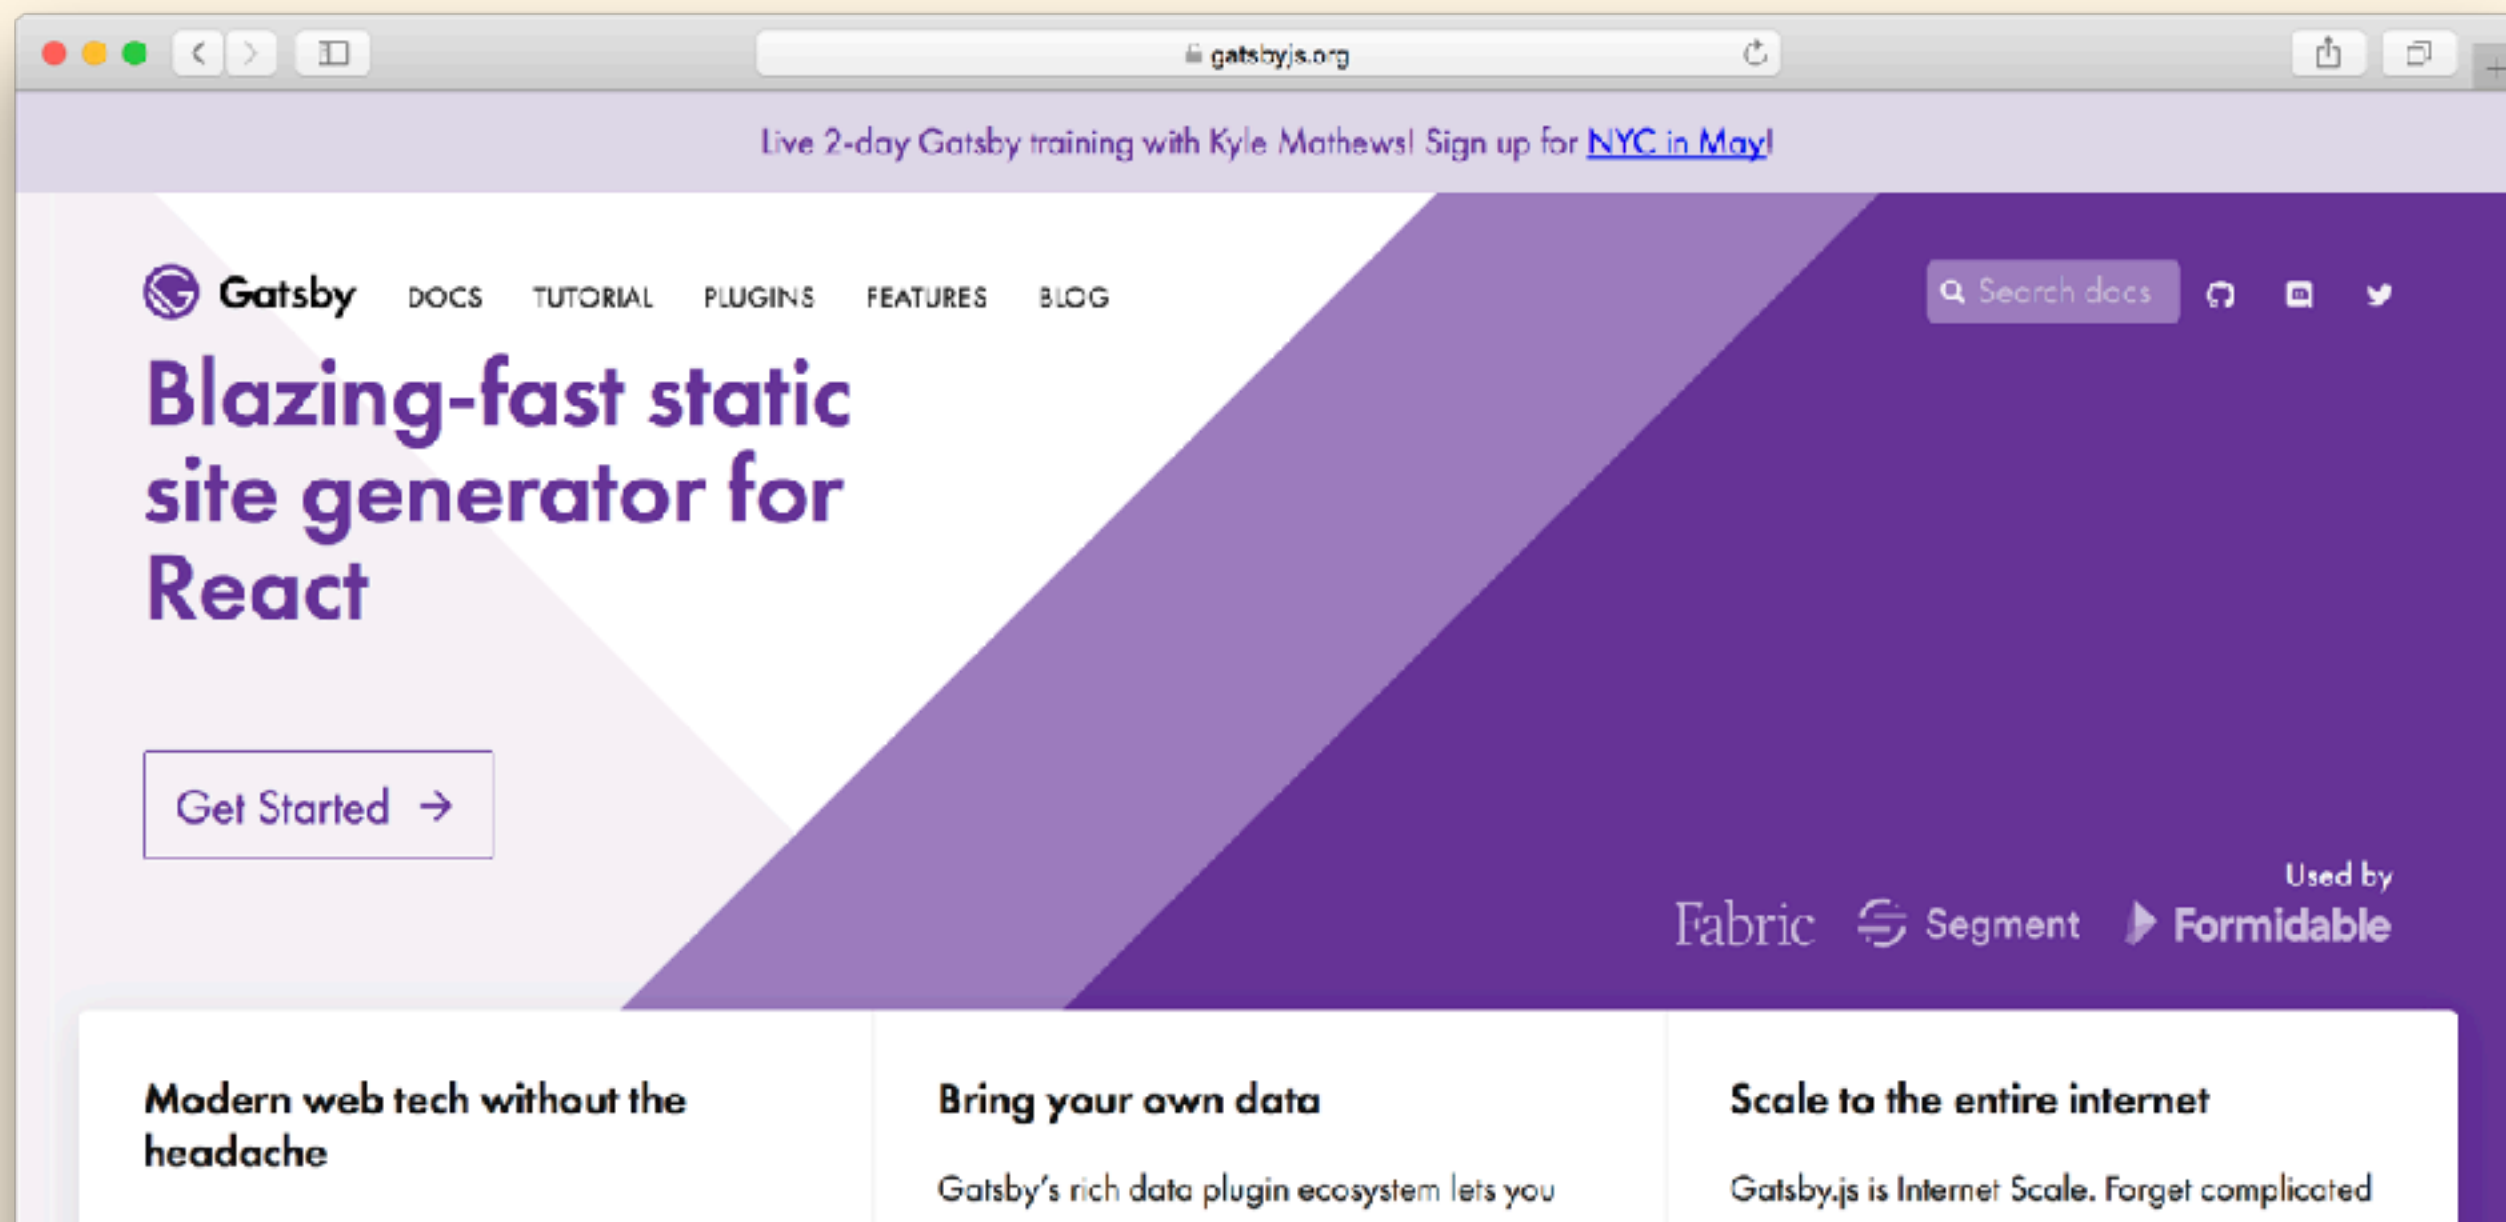 gatsbyjs.org
Live 2-day Gatsby training with Kyle Mathews! Sign up for NYC in May!
Gatsby DOCS TUTORIAL PLUGINS FEATURES BLOG Search docs
Blazing-fast static
site generator for
React
Get Started →
Used by
Fabric Segment Formidable
Modern web tech without the
headache
Bring your own data
Gatsby’s rich data plugin ecosystem lets you
Scale to the entire internet
Gatsby.js is Internet Scale. Forget complicated